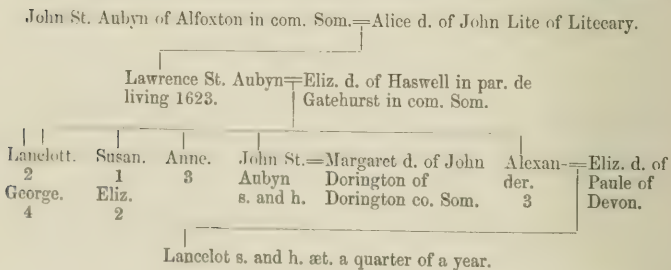 John St. Aubyn of Alfoxton in com. Som.=Alice d. of John Lite of Litecary.
Lawrence St. Aubyn=Eliz. d. of Haswell in par. de
living 1623. Gatehurst in com. Som.
Lancelott. Susan. Anne. John St.=Margaret d. of John Alexan-=Eliz. d. of
2 1 3 Aubyn Dorington of der. Paule of
George. Eliz. s. and h. Dorington co. Som. 3 Devon.
4 2
Lancelot s. and h. æt. a quarter of a year.